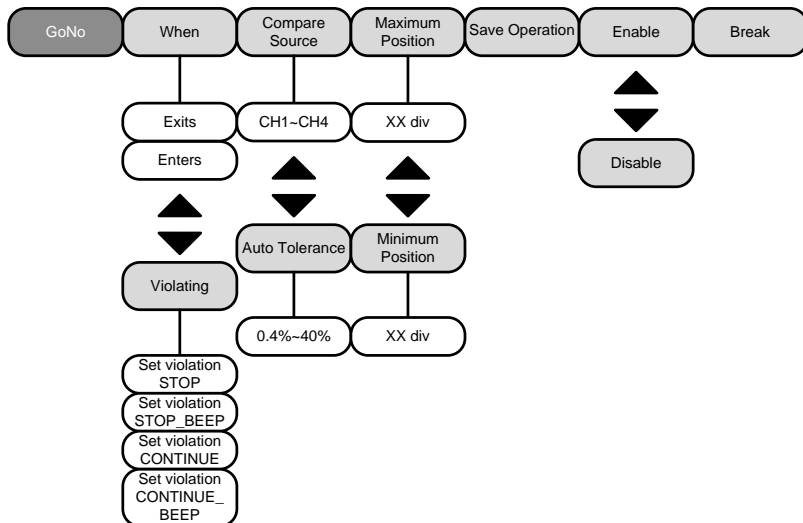 GoNo
When
Compare
Source
Maximum
Position
Save Operation
Enable
Break
Exits
Enters
CH1~CH4
XX div
Disable
Auto Tolerance
Minimum
Position
Violating
0.4%~40%
XX div
Set violation
STOP
Set violation
STOP_BEEP
Set violation
CONTINUE
Set violation
CONTINUE_
BEEP